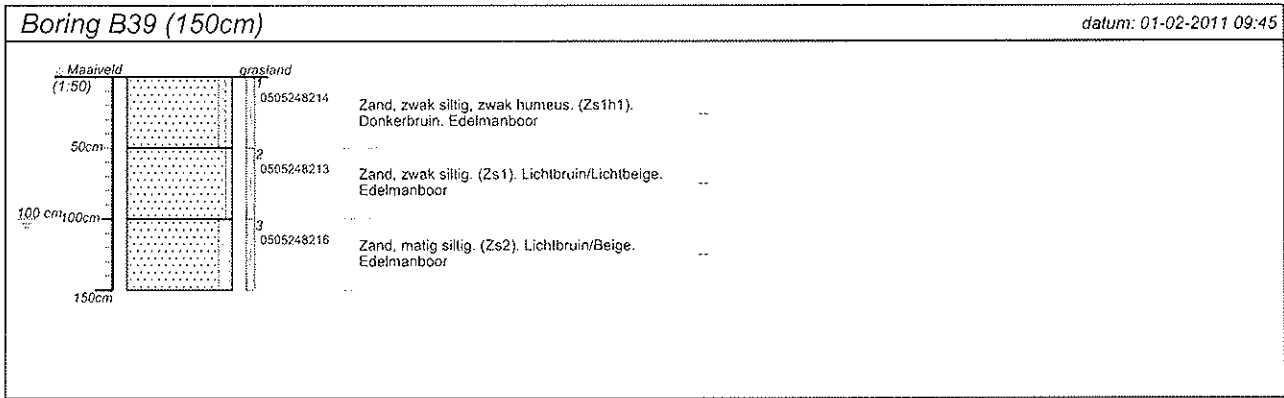 Boring B39 (150cm)
datum: 01-02-2011 09:45
Maaiveld
grasland
(1:50)
1
0505248214
Zand, zwak siltig, zwak humeus. (Zs1h1).
Donkerbruin. Edelmanboor
--
50cm
2
0505248213
Zand, zwak siltig. (Zs1). Lichtbruin/Lichtbeige.
Edelmanboor
--
100 cm
100cm
3
0505248216
Zand, matig siltig. (Zs2). Lichtbruin/Beige.
Edelmanboor
--
150cm